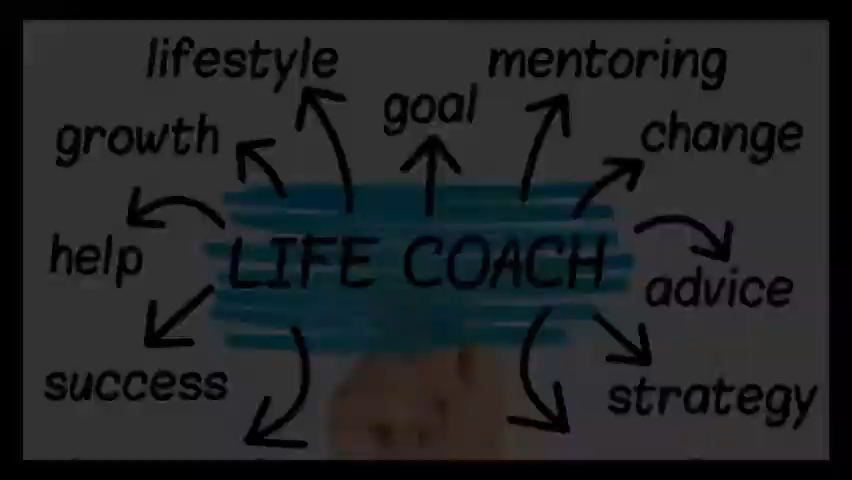 lifestyle
mentoring
goal
growth
change
help
LIFE COACH
advice
success
strategy